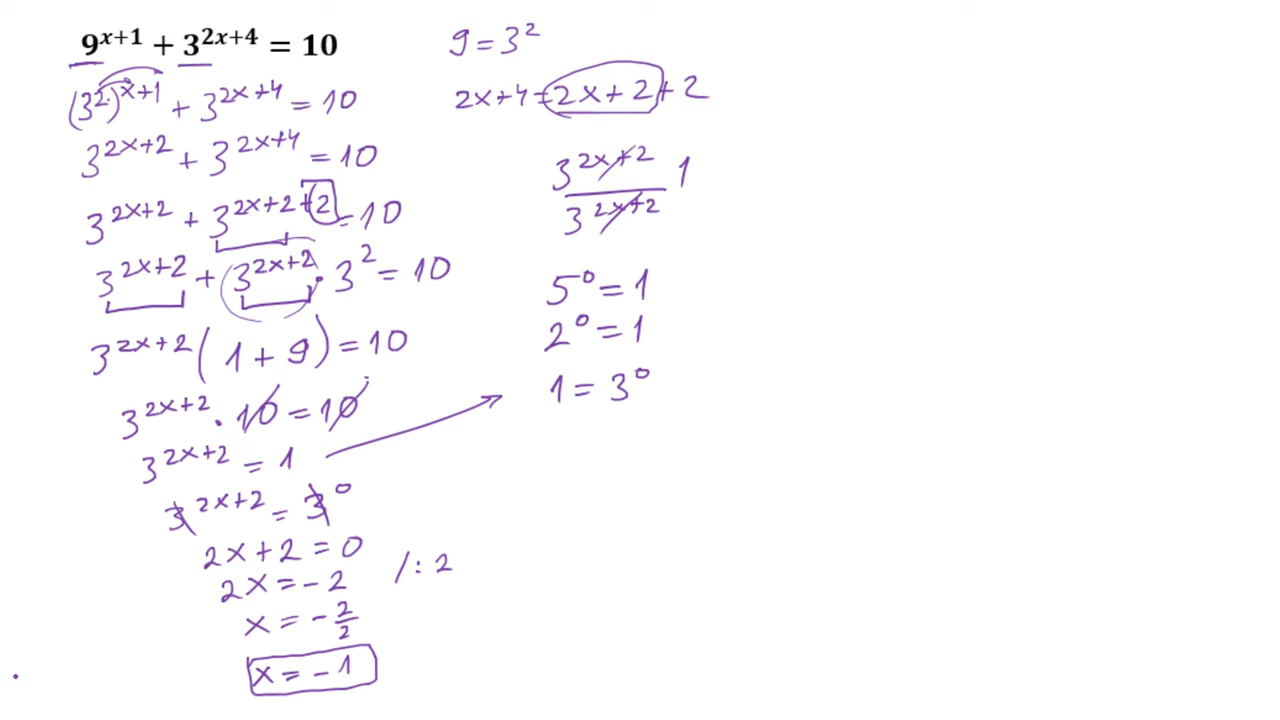 9^{x+1} + 3^{2x+4} = 10
(3^2)^{x+1} + 3^{2x+4} = 10
3^{2x+2} + 3^{2x+4} = 10
3^{2x+2} + 3^{2x+2+2} = 10
3^{2x+2} + (3^{2x+2}) · 3^2 = 10
3^{2x+2} (1 + 9) = 10
3^{2x+2} · 10 = 10
3^{2x+2} = 1
3^{2x+2} = 3^0
2x + 2 = 0
2x = - 2 / : 2
x = - \frac{2}{2}
x = - 1
9 = 3^2
2x+4 = 2x + 2 + 2
\frac{3^{2x+2}}{3^{2x+2}} 1
5^0 = 1
2^0 = 1
1 = 3^0